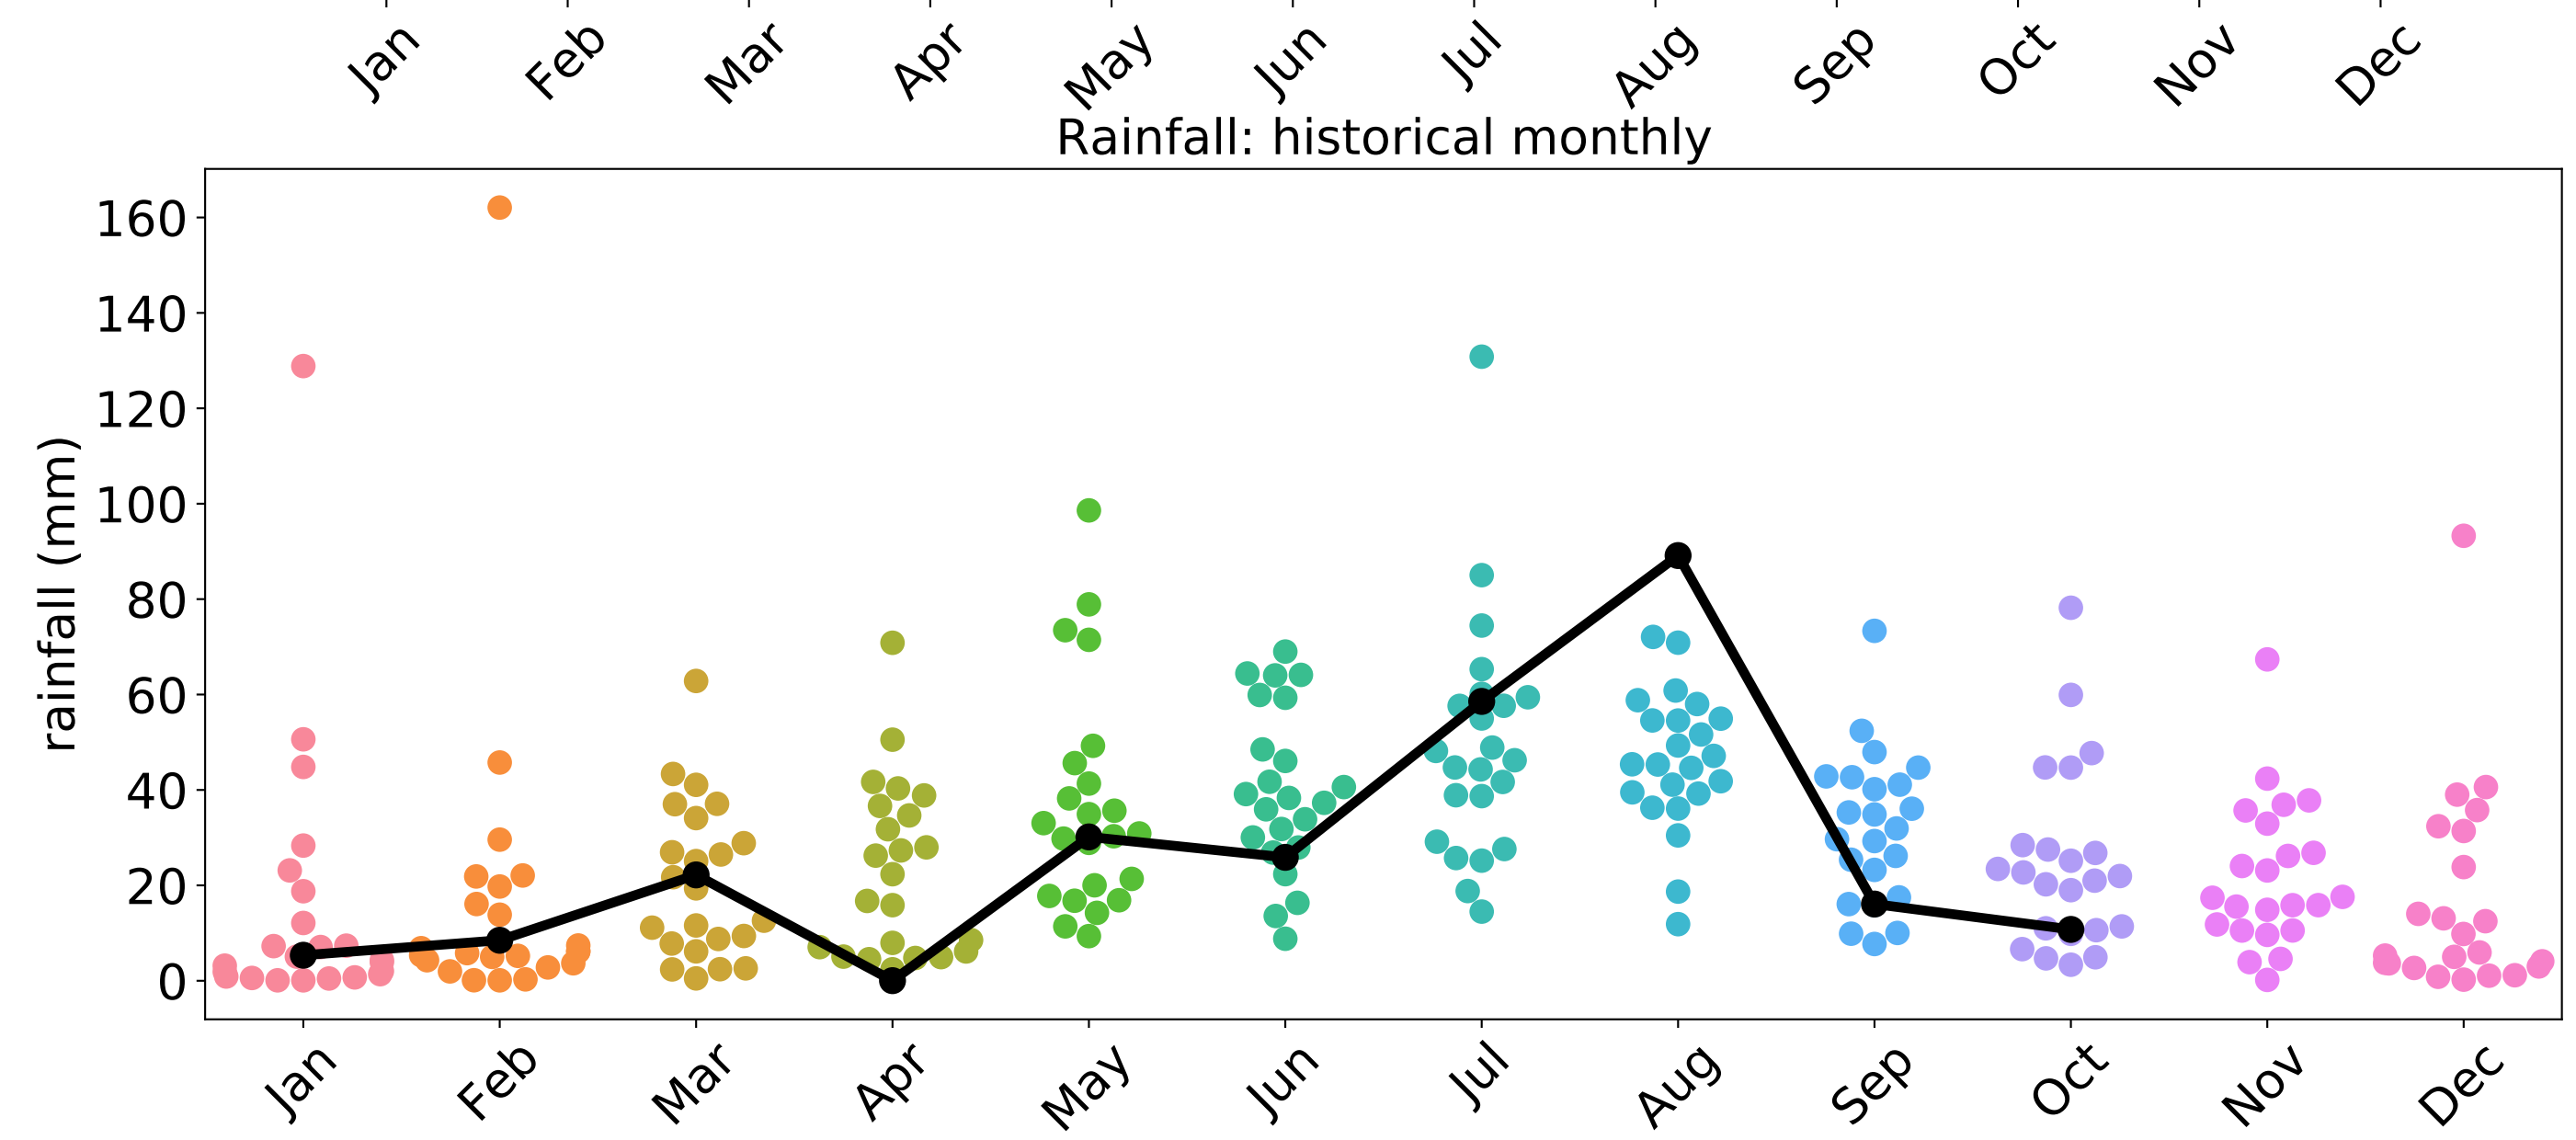 Jan Feb Mar Apr May Jun Jul Aug Sep Oct Nov Dec
Rainfall: historical monthly
160
140
120
100
80
60
40
20
0
rainfall (mm)
Jan Feb Mar Apr May Jun Jul Aug Sep Oct Nov Dec